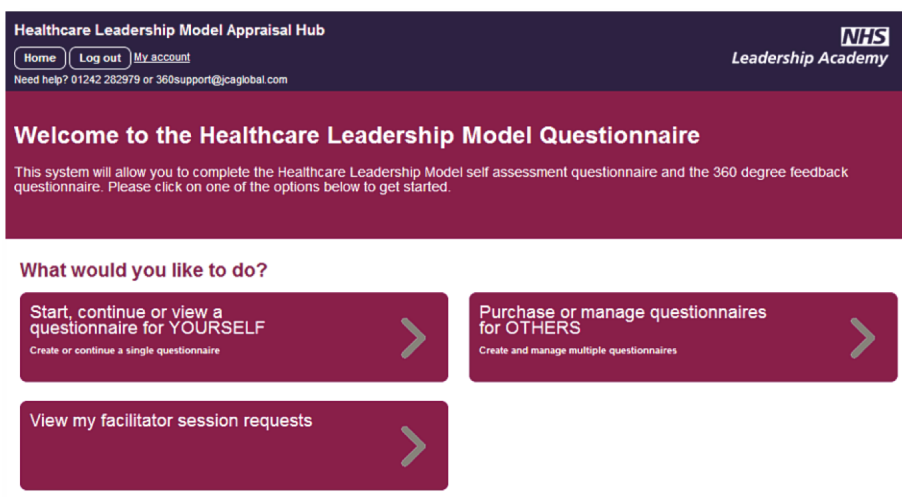 Healthcare Leadership Model Appraisal Hub
Home Log out My account
Need help? 01242 282979 or 360support@jcaglobal.com
NHS
Leadership Academy
Welcome to the Healthcare Leadership Model Questionnaire
This system will allow you to complete the Healthcare Leadership Model self assessment questionnaire and the 360 degree feedback
questionnaire. Please click on one of the options below to get started.
What would you like to do?
Start, continue or view a
questionnaire for YOURSELF
Create or continue a single questionnaire
Purchase or manage questionnaires
for OTHERS
Create and manage multiple questionnaires
View my facilitator session requests